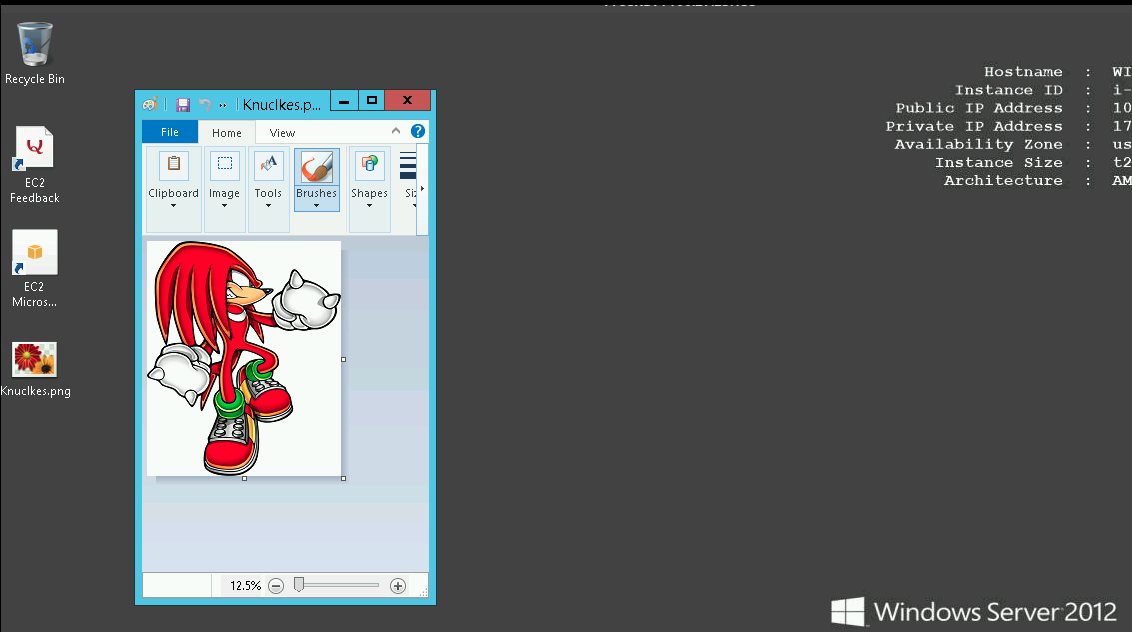 Recycle Bin
EC2
Feedback
EC2
Micros...
Knuclkes.png
Knuclkes.p...
File
Home
View
Clipboard
Image
Tools
Brushes
Shapes
Siz
12.5%
Hostname : WI
Instance ID : i-
Public IP Address : 10
Private IP Address : 17
Availability Zone : us
Instance Size : t2
Architecture : AM
Windows Server 2012